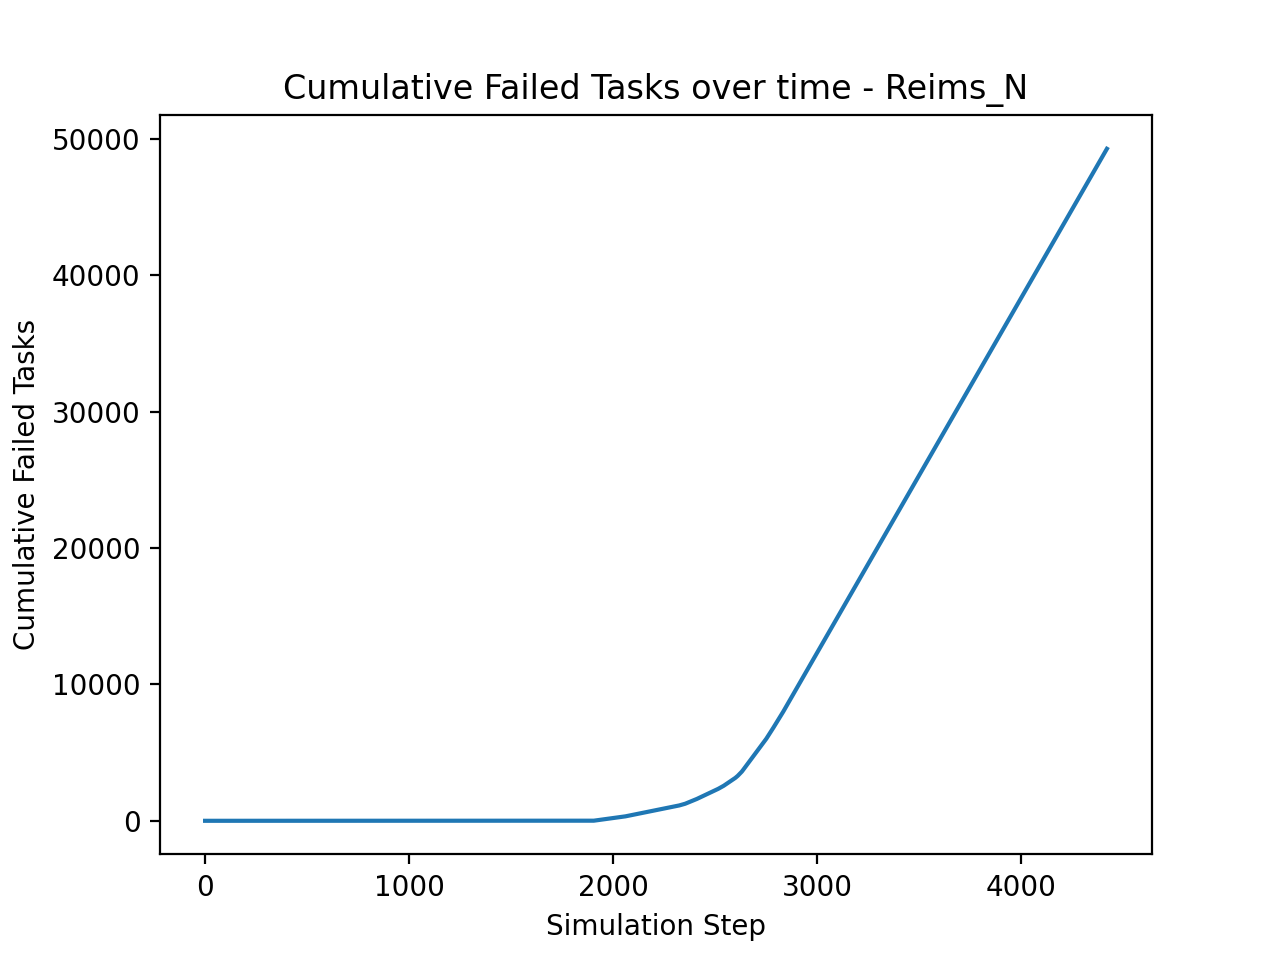 Cumulative Failed Tasks over time - Reims_N
50000
40000
30000
20000
10000
0
Cumulative Failed Tasks
0 1000 2000 3000 4000
Simulation Step